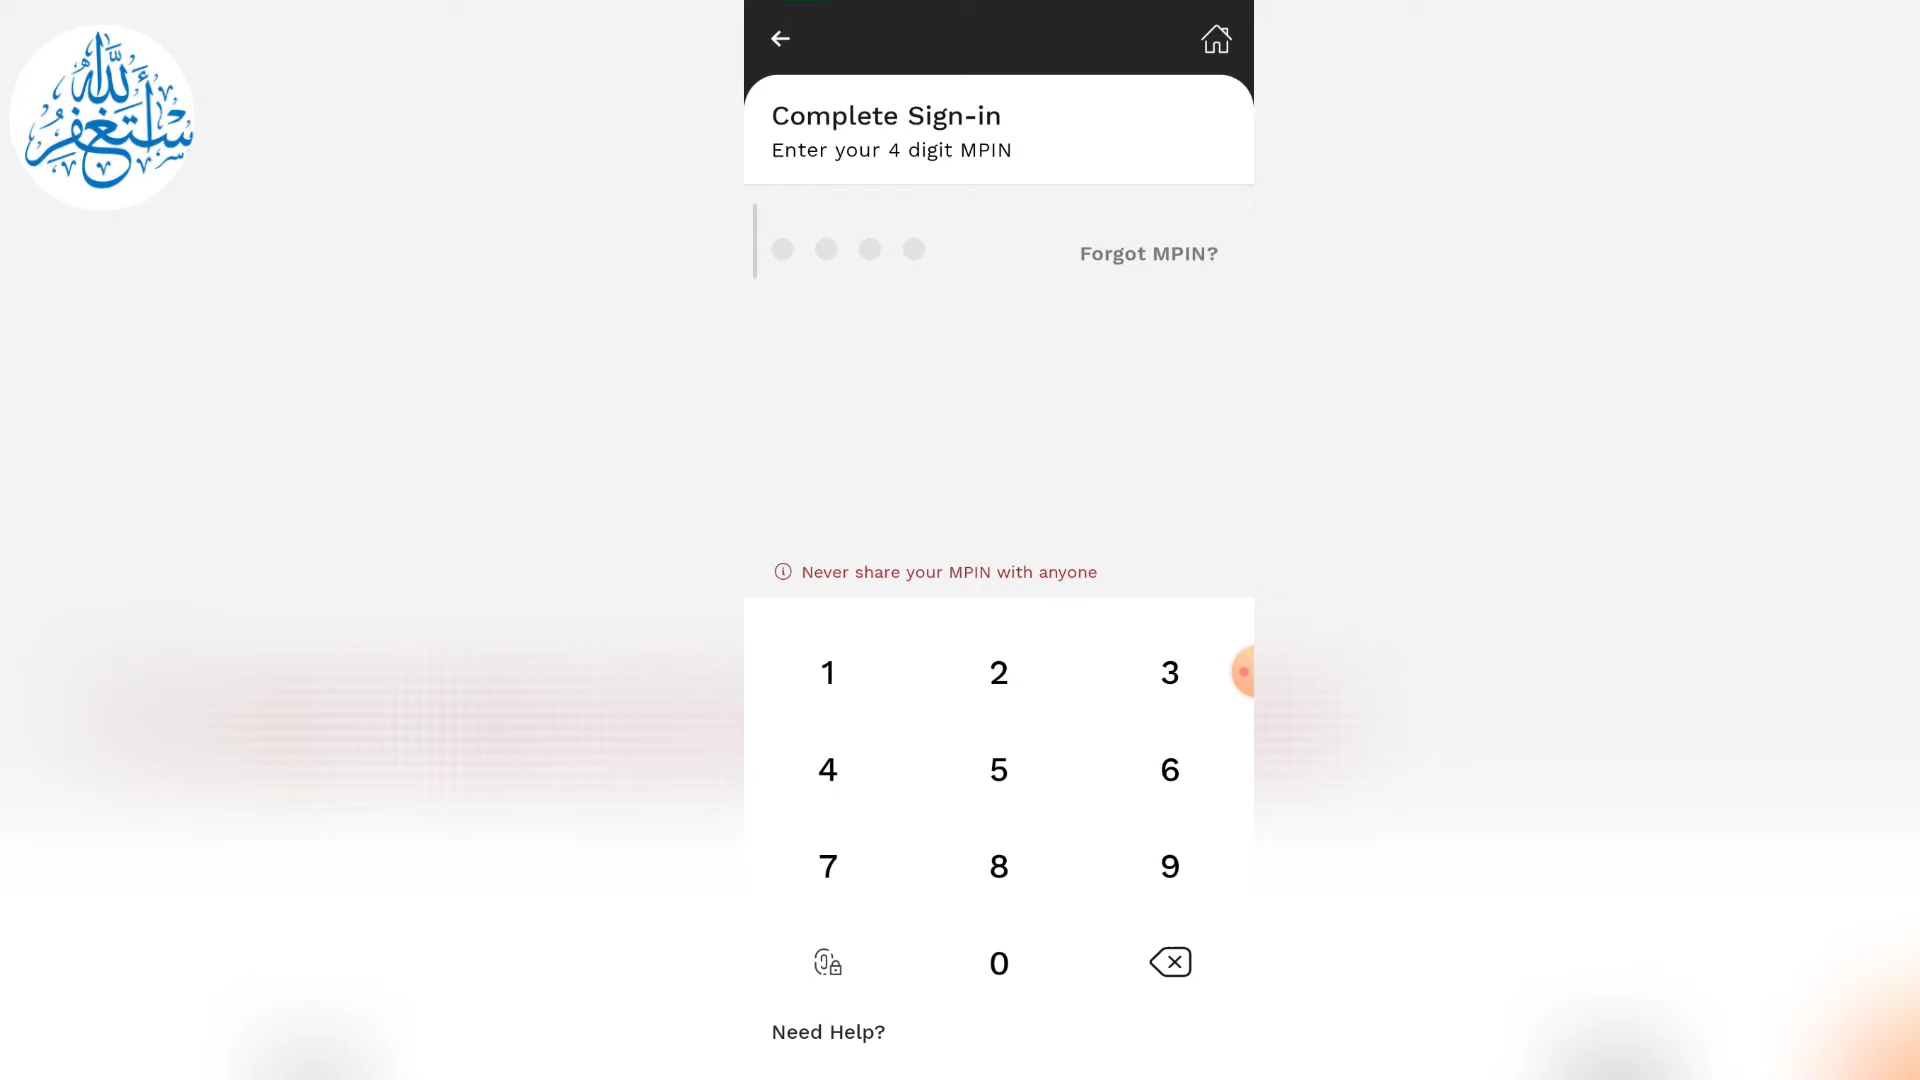 أستغفر الله
Complete Sign-in
Enter your 4 digit MPIN
Forgot MPIN?
Never share your MPIN with anyone
1 2 3
4 5 6
7 8 9
0
Need Help?